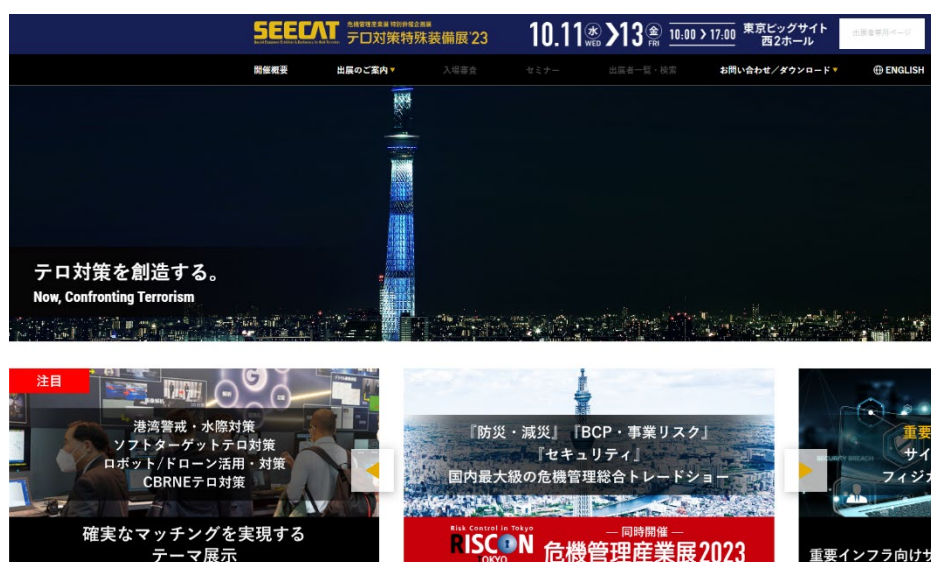 SEECAT
危機管理産業展 特別併催企画展
テロ対策特殊装備展'23
10.11 水 WED 13 金 FRI
10:00 17:00
東京ビッグサイト
西2ホール
出展者専用ページ
開催概要
出展のご案内▼
入場審査
セミナー
出展者一覧・検索
お問い合わせ／ダウンロード▼
ENGLISH
テロ対策を創造する。
Now, Confronting Terrorism
注目
港湾警戒・水際対策
ソフトターゲットテロ対策
ロボット/ドローン活用・対策
CBRNEテロ対策
確実なマッチングを実現する
テーマ展示
『防災・減災』『BCP・事業リスク』
『セキュリティ』
国内最大級の危機管理総合トレードショー
Risk Control in Tokyo
RISCON
TOKYO
― 同時開催 ―
危機管理産業展2023
SECURITY BREACH
重要
サイ
フィジカ
重要インフラ向けサ